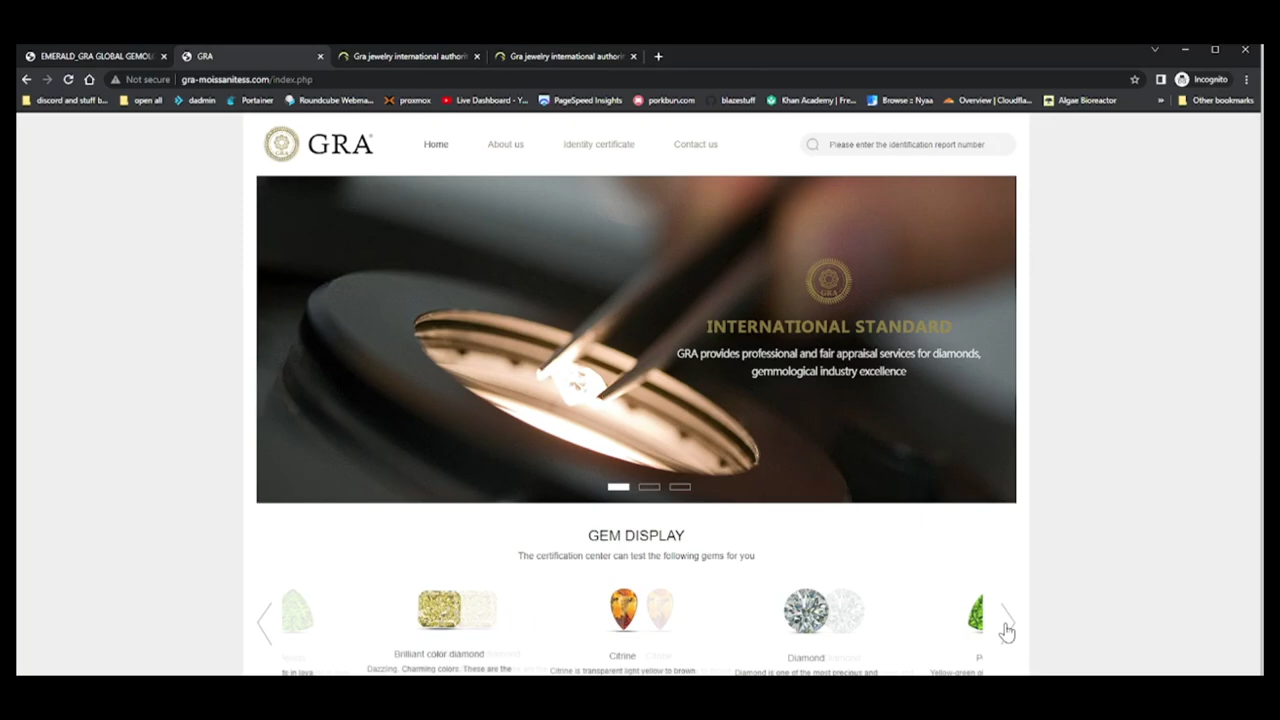 EMERALD_GRA GLOBAL GEMOL
GRA
Gra jewelry international authori
Gra jewelry international authori
Not secure
gra-moissanitess.com/index.php
Incognito
discord and stuff b...
open all
dadmin
Portainer
Roundcube Webma...
proxmox
Live Dashboard - Y...
PageSpeed Insights
porkbun.com
blazestuff
Khan Academy | Fre...
Browse :: Nyaa
Overview | Cloudfla...
Algae Bioreactor
Other bookmarks
GRA
Home
About us
Identity certificate
Contact us
Please enter the identification report number
GRA
INTERNATIONAL STANDARD
GRA provides professional and fair appraisal services for diamonds,
gemmological industry excellence
GEM DISPLAY
The certification center can test the following gems for you
Brilliant color diamond
Citrine
Diamond
P
Dazzling. Charming colors. These are the
Citrine is transparent light yellow to brown
Diamond is one of the most precious and
Yellow-green gl